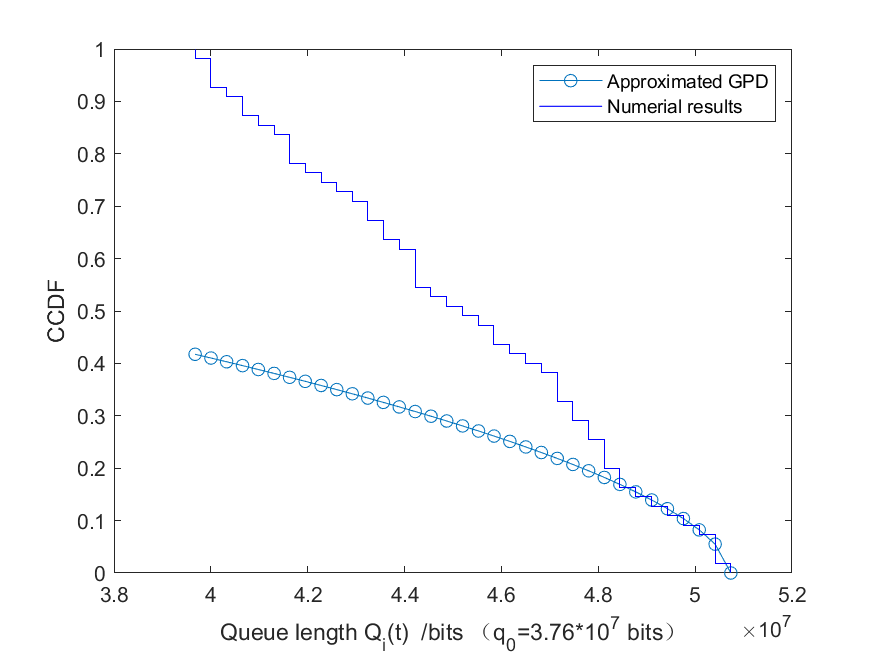 1
0.9
0.8
0.7
0.6
0.5
0.4
0.3
0.2
0.1
0
CCDF
Approximated GPD
Numerial results
3.8 4 4.2 4.4 4.6 4.8 5 5.2
×10^7
Queue length Q_i(t) /bits （q_0=3.76*10^7 bits）